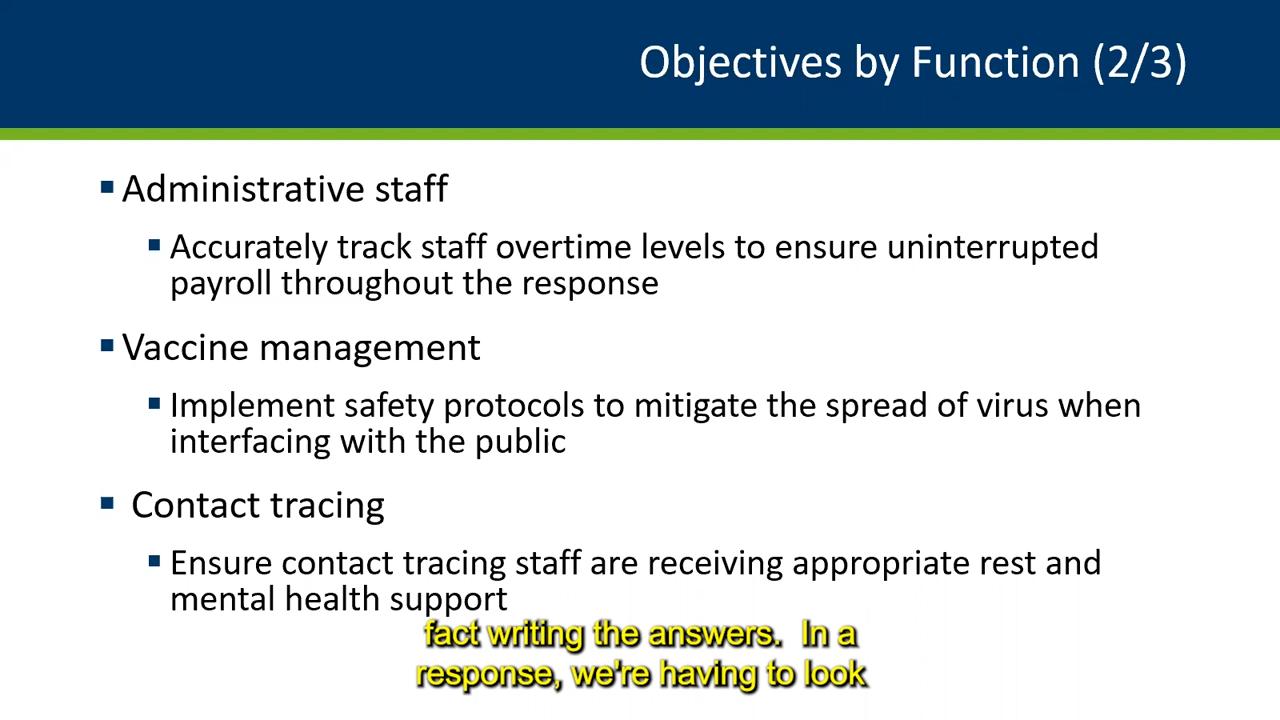 Objectives by Function (2/3)
Administrative staff
Accurately track staff overtime levels to ensure uninterrupted
payroll throughout the response
Vaccine management
Implement safety protocols to mitigate the spread of virus when
interfacing with the public
Contact tracing
Ensure contact tracing staff are receiving appropriate rest and
mental health support
fact writing the answers. In a
response, we're having to look